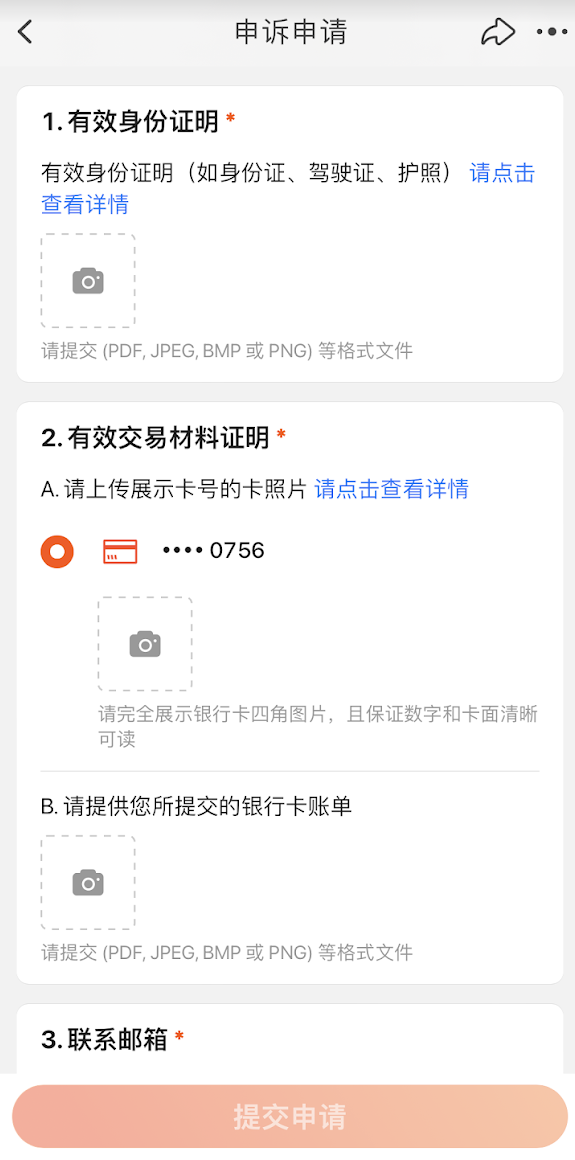 申诉申请
1.有效身份证明 *
有效身份证明（如身份证、驾驶证、护照） 请点击
查看详情
请提交 (PDF, JPEG, BMP 或 PNG) 等格式文件
2.有效交易材料证明 *
A. 请上传展示卡号的卡照片 请点击查看详情
•••• 0756
请完全展示银行卡四角图片，且保证数字和卡面清晰
可读
B. 请提供您所提交的银行卡账单
请提交 (PDF, JPEG, BMP 或 PNG) 等格式文件
3.联系邮箱 *
提交申请